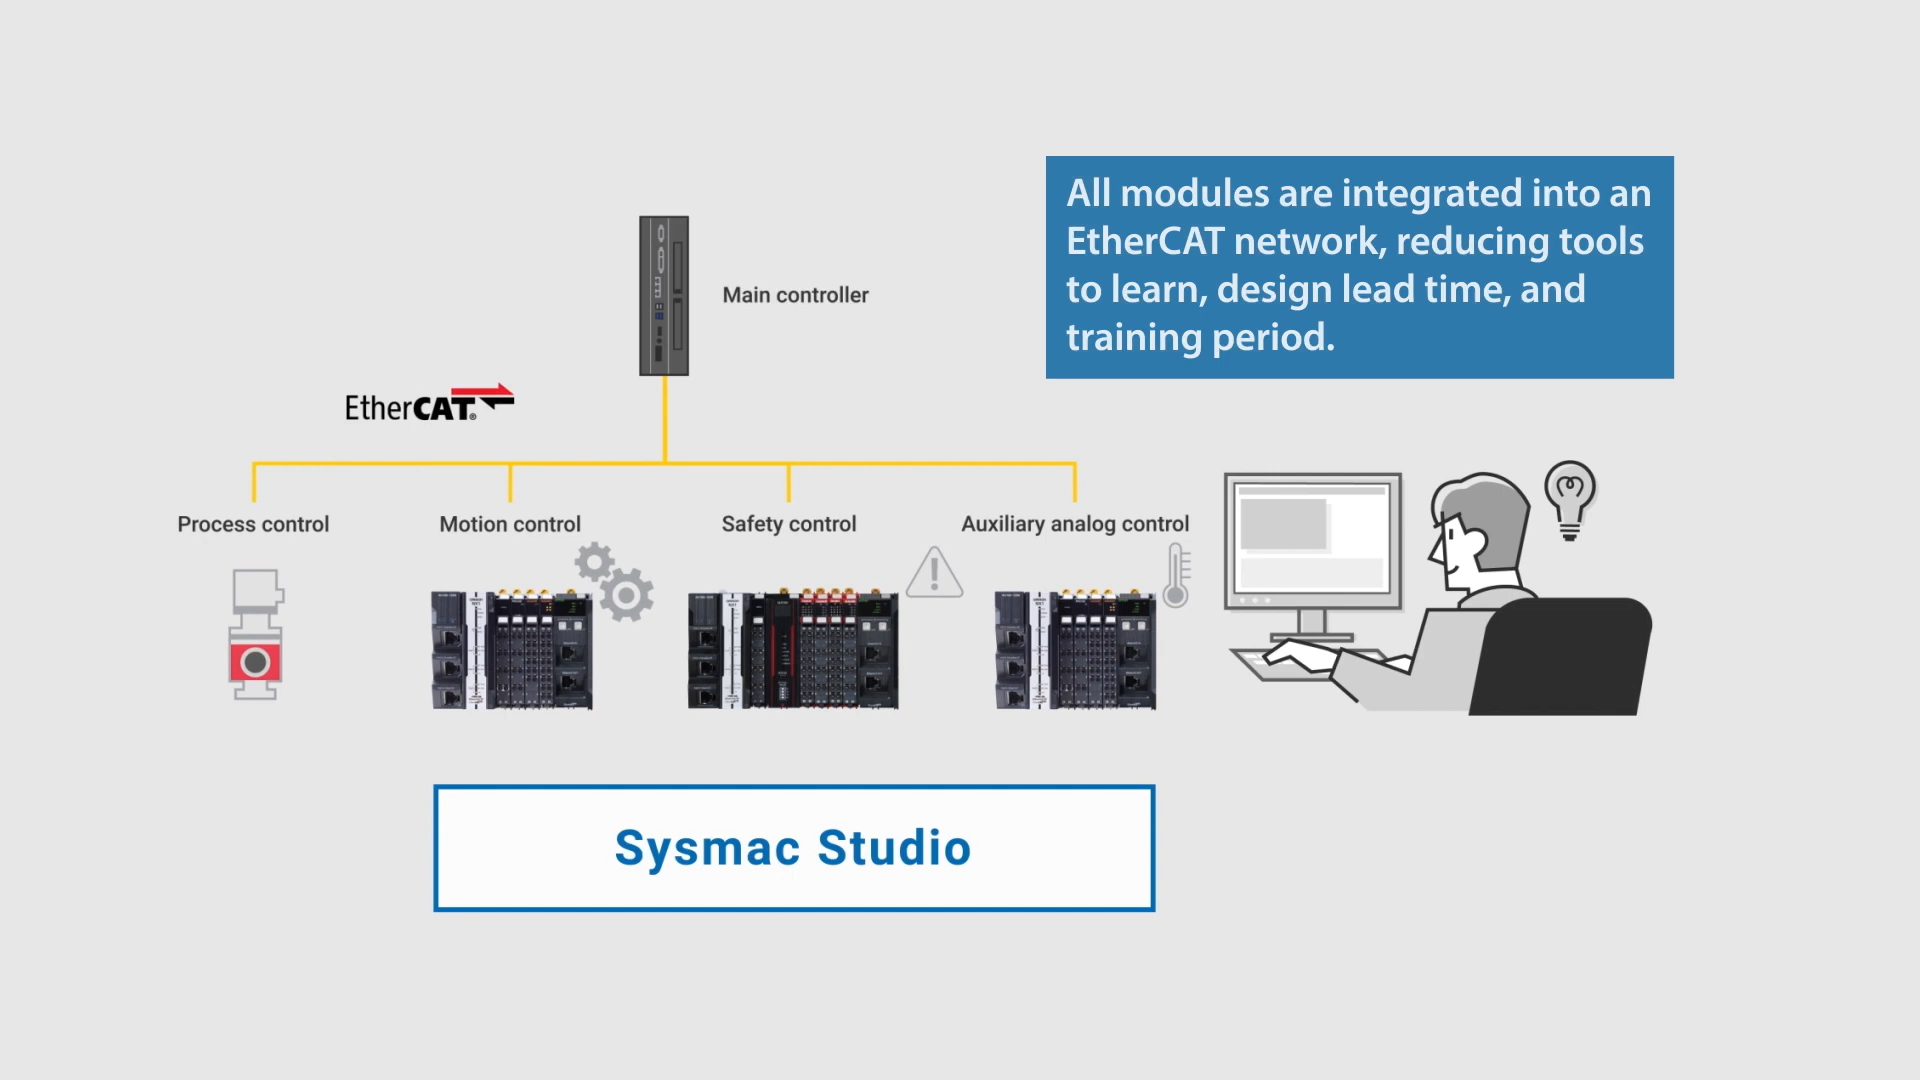 All modules are integrated into an
EtherCAT network, reducing tools
to learn, design lead time, and
training period.
Main controller
EtherCAT®
Process control
Motion control
Safety control
Auxiliary analog control
Sysmac Studio